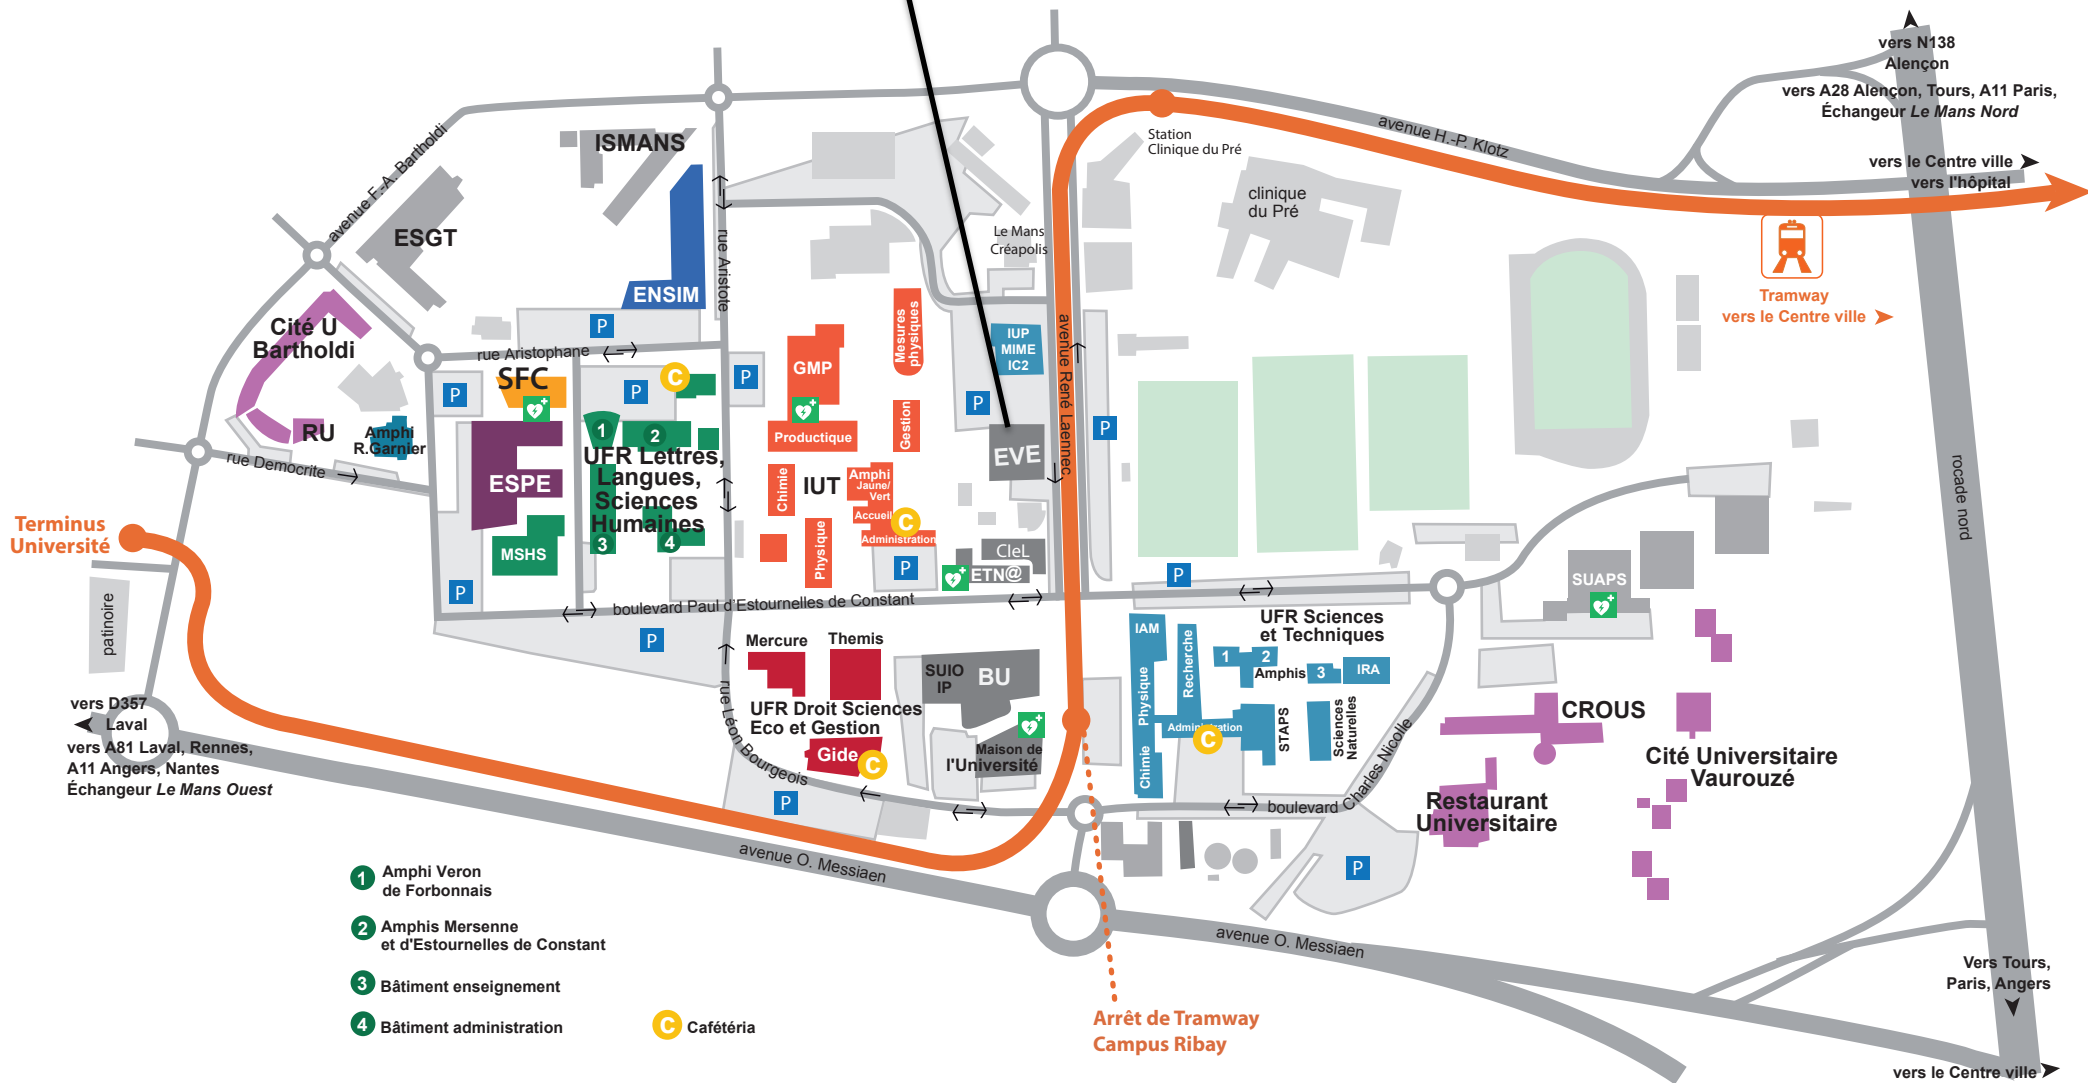 vers N138
Alençon
vers A28 Alençon, Tours, A11 Paris,
Échangeur Le Mans Nord
avenue H.-P. Klotz
vers le Centre ville
vers l'hôpital
Station
Clinique du Pré
clinique
du Pré
Tramway
vers le Centre ville
avenue F.-A. Bartholdi
ISMANS
ESGT
rue Aristote
ENSIM
Le Mans
Créapolis
Cité U
Bartholdi
P
rue Aristophane
SFC
P
P
C
P
GMP
Mesures
physiques
IUP
MIME
IC2
P
avenue René Laennec
P
RU
Amphi
R.Garnier
rue Democrite
1
2
UFR Lettres,
Langues,
Sciences
Humaines
3
4
ESPE
MSHS
P
Productique
Gestion
Chimie
IUT
Amphi
Jaune/
Vert
Accueil
C
Administration
Physique
P
EVE
CIeL
ETN@
Terminus
Université
patinoire
boulevard Paul d'Estournelles de Constant
P
P
rocade nord
SUAPS
Mercure
Themis
UFR Droit Sciences
Eco et Gestion
Gide
C
rue Léon Bourgeois
P
SUIO
IP
BU
Maison de
l'Université
IAM
Physique
Chimie
Recherche
Administration
C
UFR Sciences
et Techniques
1
2
Amphis
3
IRA
STAPS
Sciences
Naturelles
boulevard Charles Nicolle
CROUS
Cité Universitaire
Vaurouzé
Restaurant
Universitaire
P
vers D357
Laval
vers A81 Laval, Rennes,
A11 Angers, Nantes
Échangeur Le Mans Ouest
avenue O. Messiaen
avenue O. Messiaen
1 Amphi Veron
de Forbonnais
2 Amphis Mersenne
et d'Estournelles de Constant
3 Bâtiment enseignement
4 Bâtiment administration
C Cafétéria
Arrêt de Tramway
Campus Ribay
Vers Tours,
Paris, Angers
vers le Centre ville